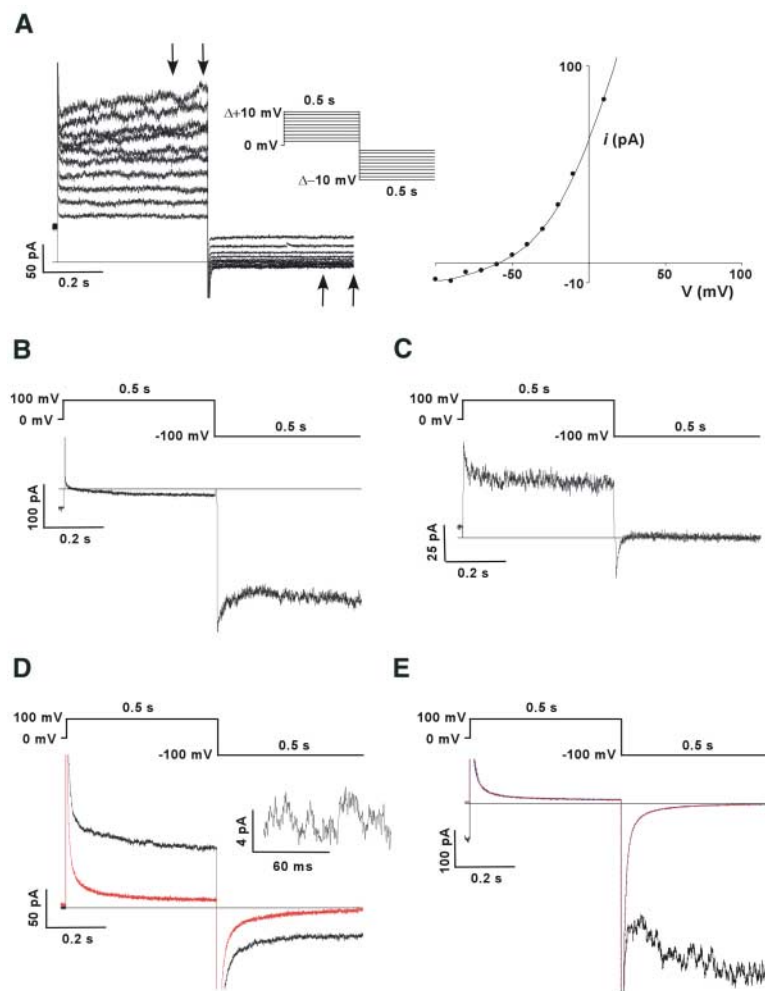 A
0.5 s
Δ+10 mV
0 mV
Δ−10 mV
0.5 s
50 pA
0.2 s
100
i (pA)
-50
50
100
-10
V (mV)
B
0.5 s
100 mV
0 mV
-100 mV
0.5 s
100 pA
0.2 s
C
0.5 s
100 mV
0 mV
-100 mV
0.5 s
25 pA
0.2 s
D
0.5 s
100 mV
0 mV
-100 mV
0.5 s
4 pA
60 ms
50 pA
0.2 s
E
0.5 s
100 mV
0 mV
-100 mV
0.5 s
100 pA
0.2 s